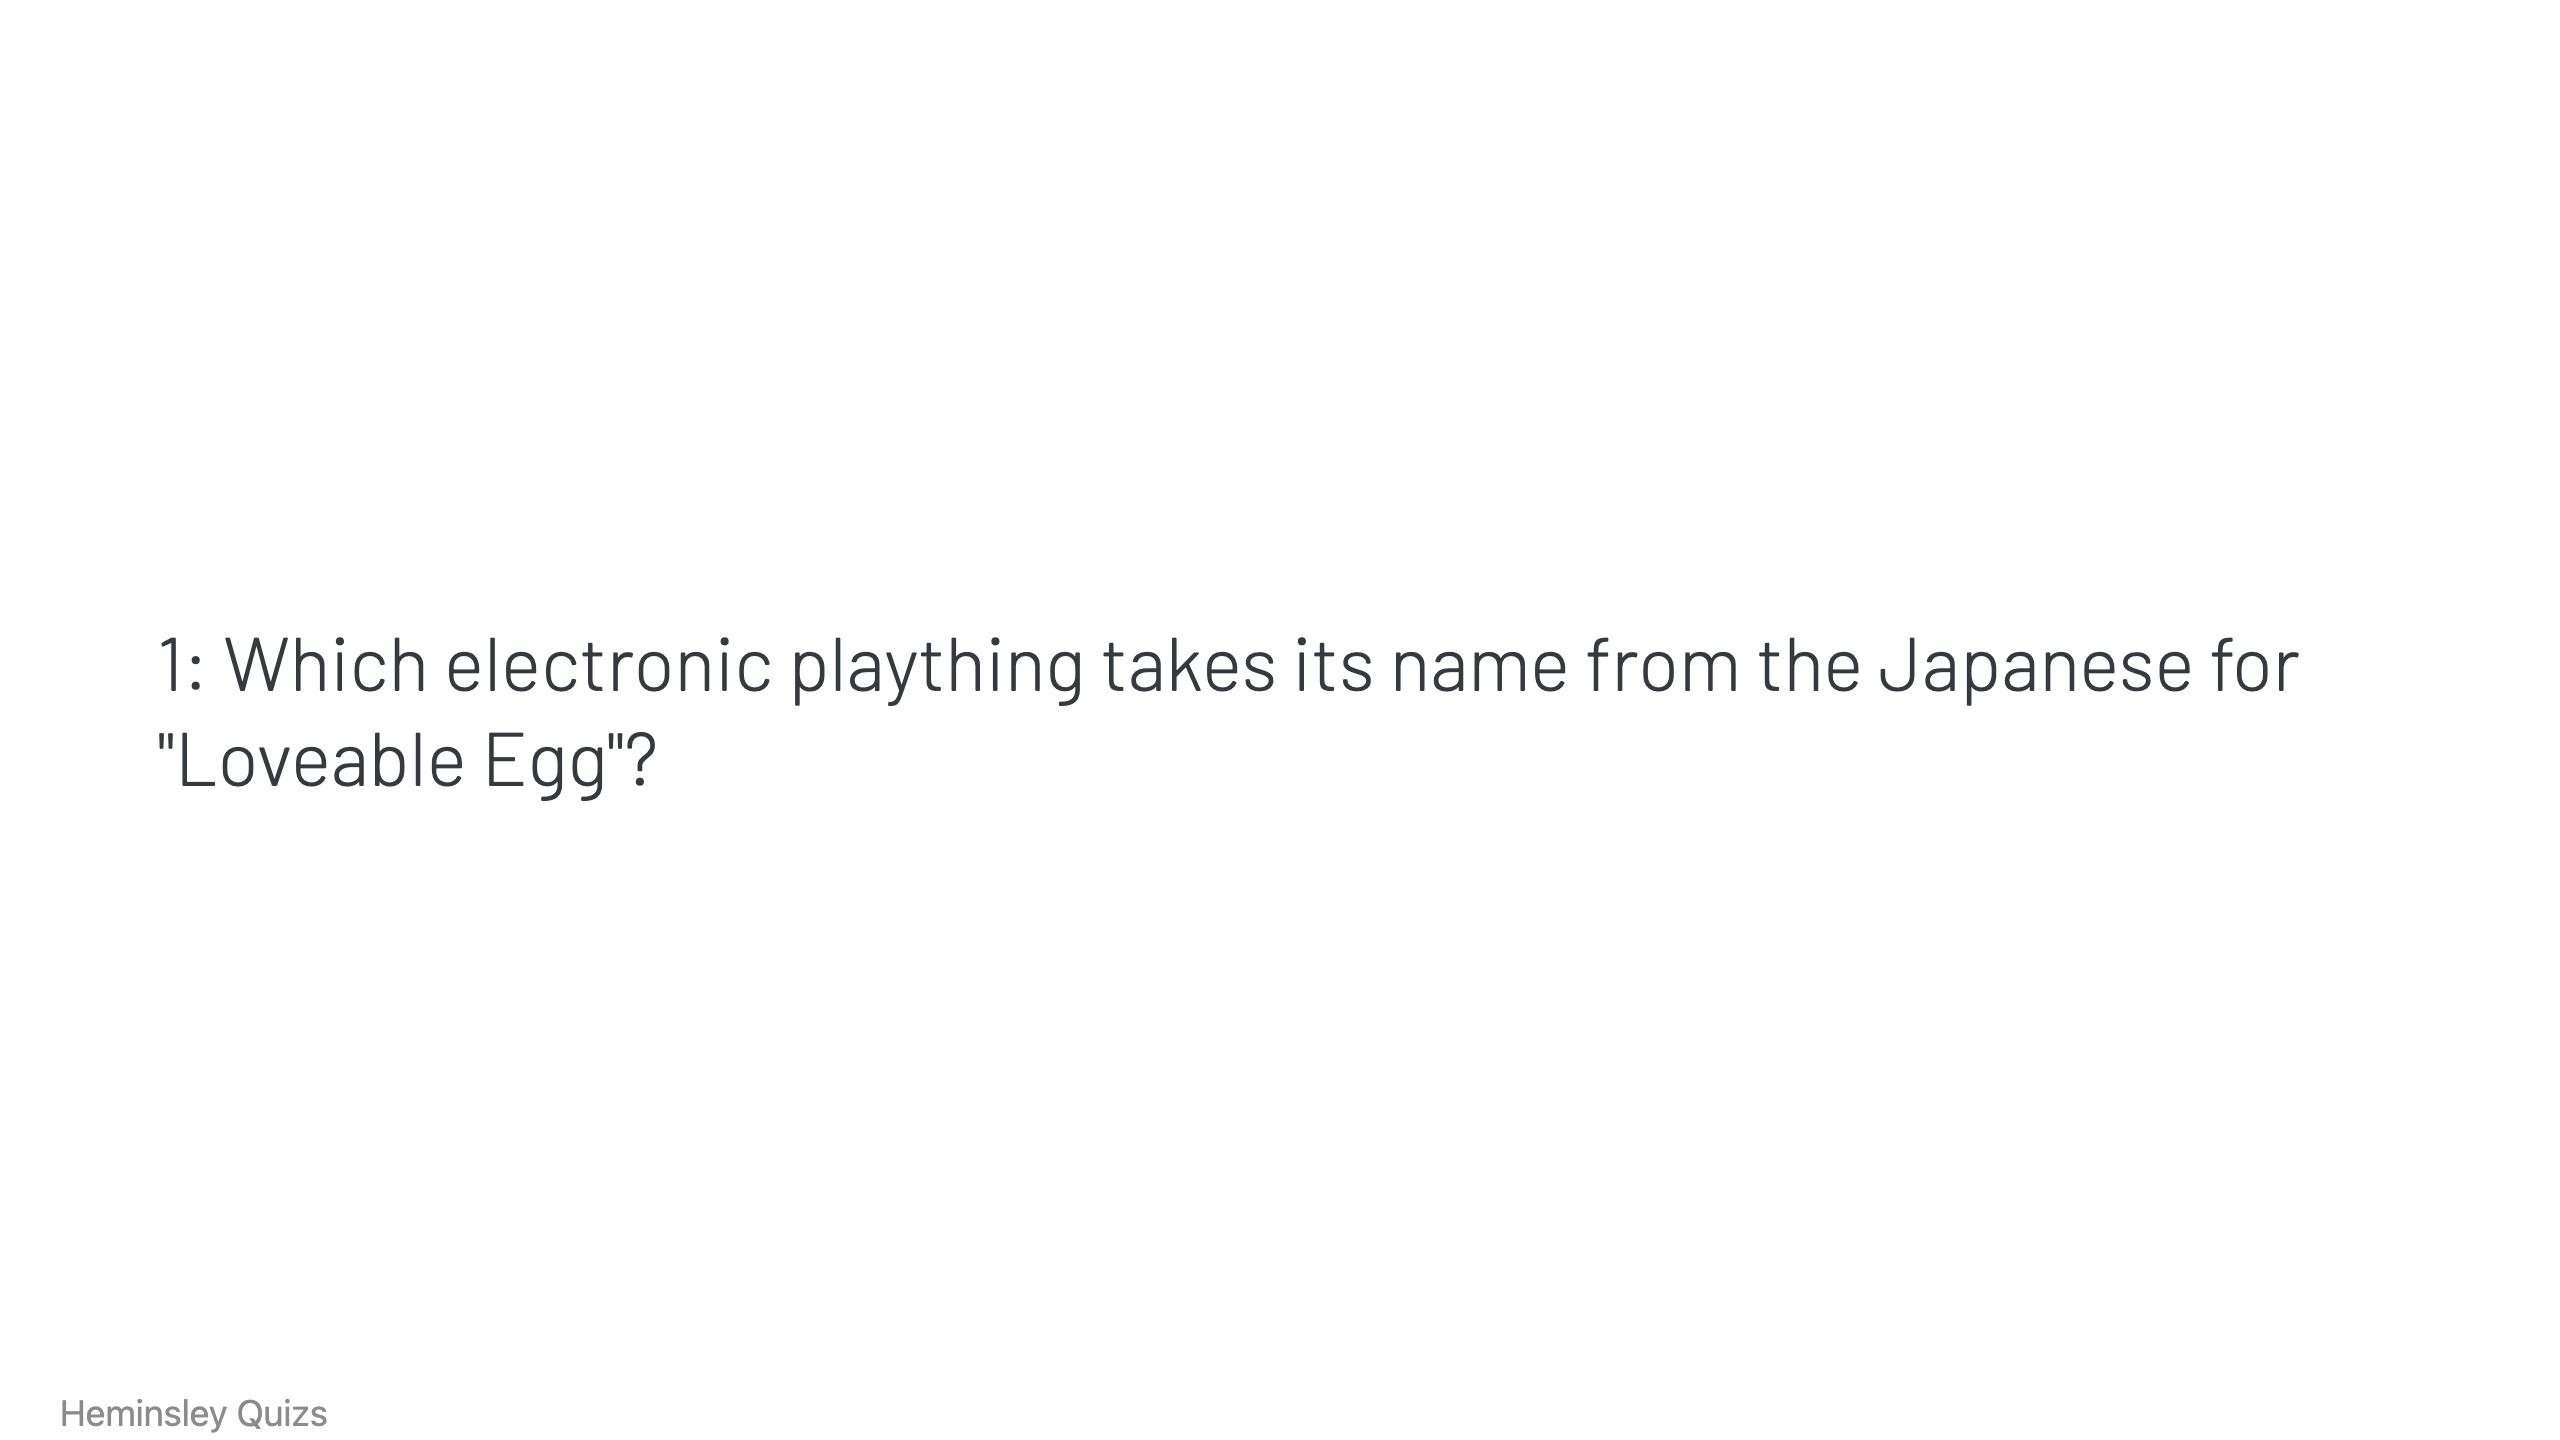 1: Which electronic plaything takes its name from the Japanese for
"Loveable Egg"?
Heminsley Quizs